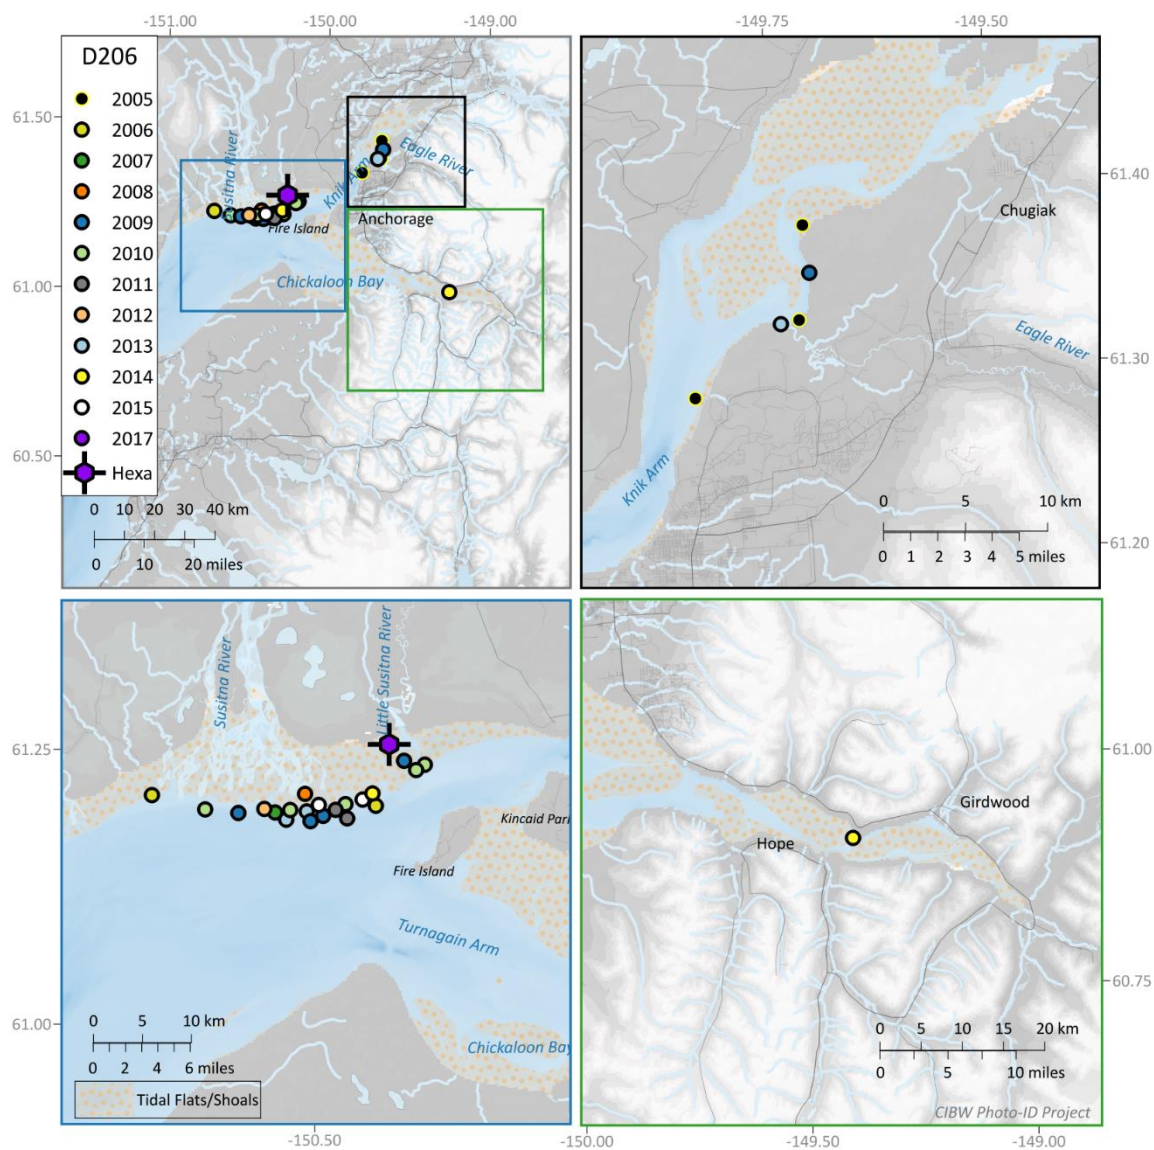 -151.00
-150.00
-149.00
-149.75
-149.50
D206
2005
2006
2007
2008
2009
2010
2011
2012
2013
2014
2015
2017
Hexa
0 10 20 30 40 km
0 10 20 miles
61.50
61.00
60.50
Susitna River
Knik Arm
Eagle River
Anchorage
Fire Island
Chickaloon Bay
61.40
61.30
61.20
Chugiak
Eagle River
Knik Arm
0 5 10 km
0 1 2 3 4 5 miles
Susitna River
Little Susitna River
61.25
61.00
Kincaid Par
Fire Island
Turnagain Arm
Chickaloon Bay
0 5 10 km
0 2 4 6 miles
Tidal Flats/Shoals
-150.50
61.00
60.75
Girdwood
Hope
0 5 10 15 20 km
0 5 10 miles
CIBW Photo-ID Project
-150.00
-149.50
-149.00